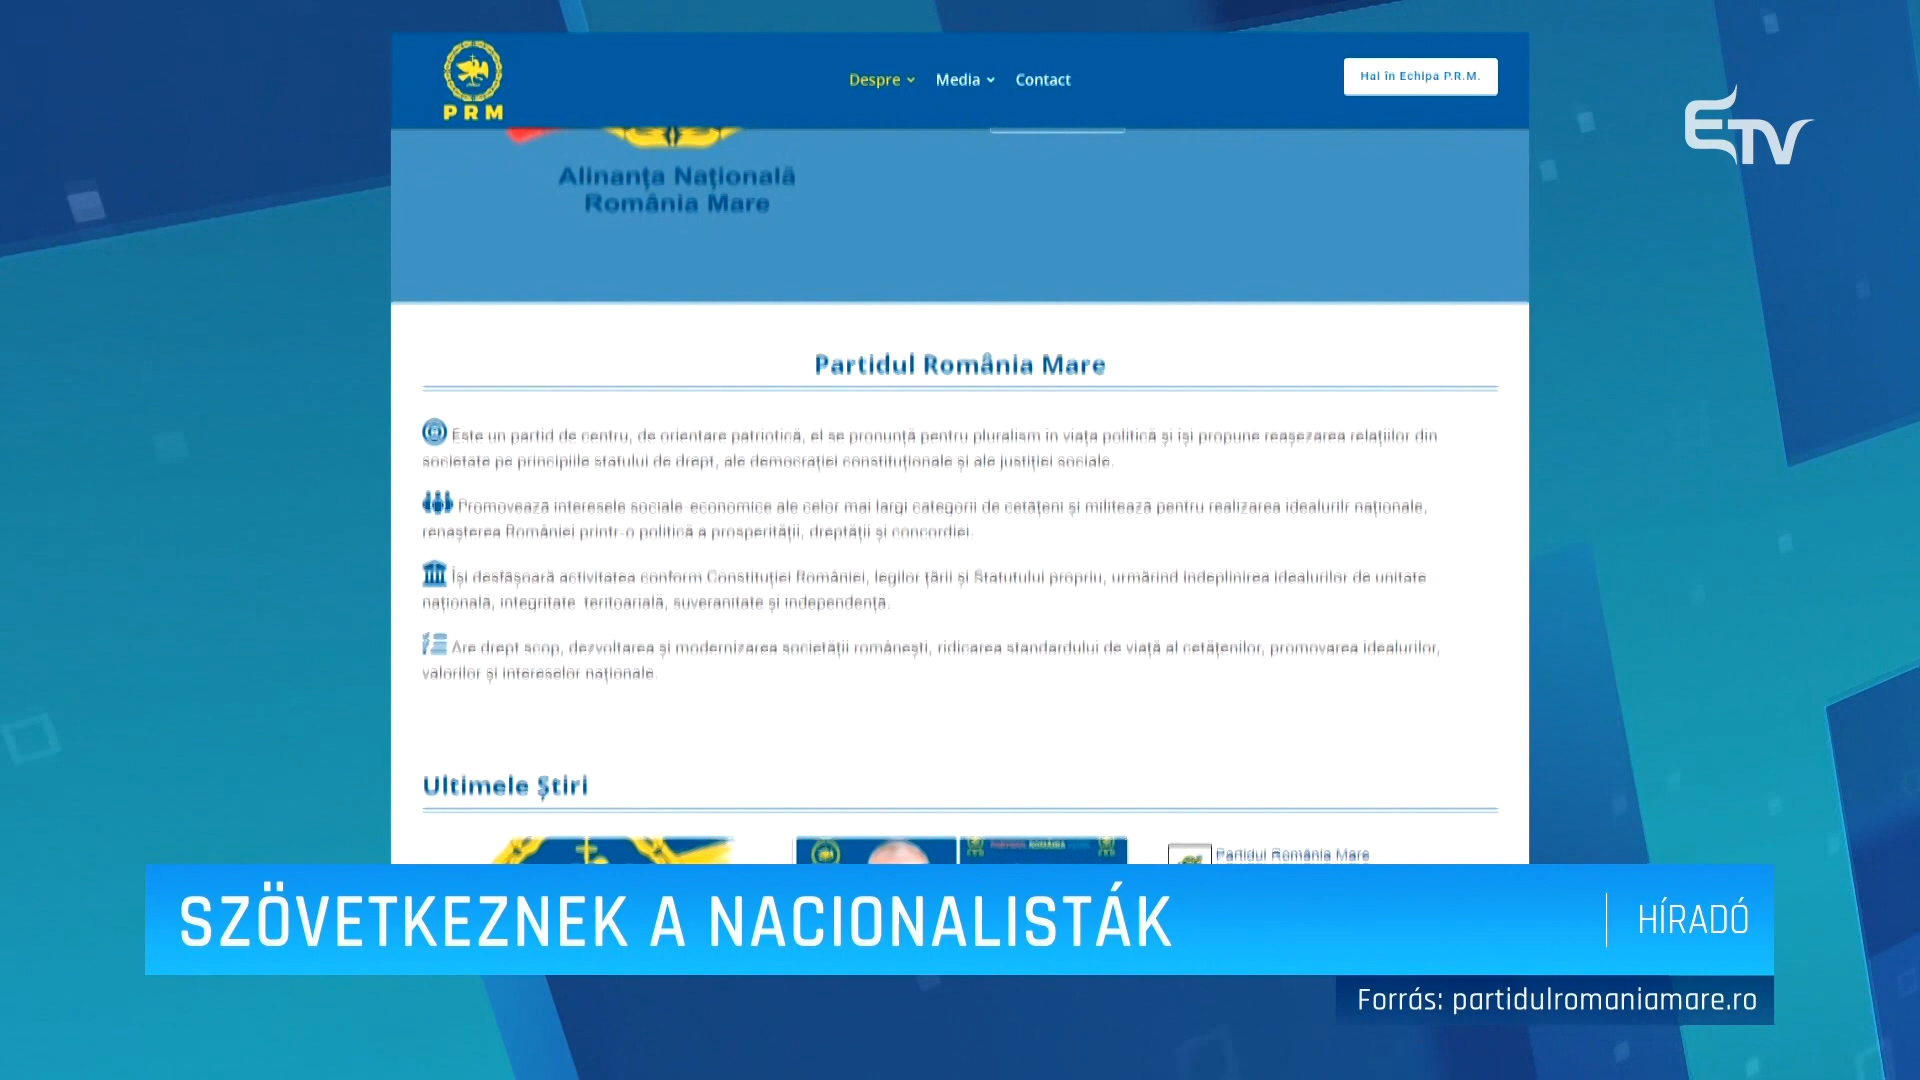 PRM
Despre
Media
Contact
Hai în Echipa P.R.M.
ETV
Alinanța Națională
România Mare
Partidul România Mare
Este un partid de centru, de orientare patriotică, el se pronunță pentru pluralism in viața politică și iși propune reașezarea relațiilor din
societate pe principiile statului de drept, ale democrației constituționale și ale justiției sociale.
Promovează interesele sociale-economice ale celor mai largi categorii de cetățeni și militează pentru realizarea idealurilr naționale,
renașterea României printr-o politică a prosperității, dreptății și concordiei.
Își desfășoară activitatea conform Constituției României, legilor țării și Statutului propriu, urmărind indeplinirea idealurilor de unitate
națională, integritate teritoarială, suveranitate și independență.
Are drept scop, dezvoltarea și modernizarea societății românești, ridicarea standardului de viață al cetățenilor, promovarea idealurilor,
valorilor și intereselor naționale.
Ultimele Știri
Partidul România Mare
SZÖVETKEZNEK A NACIONALISTÁK
HÍRADÓ
Forrás: partidulromaniamare.ro